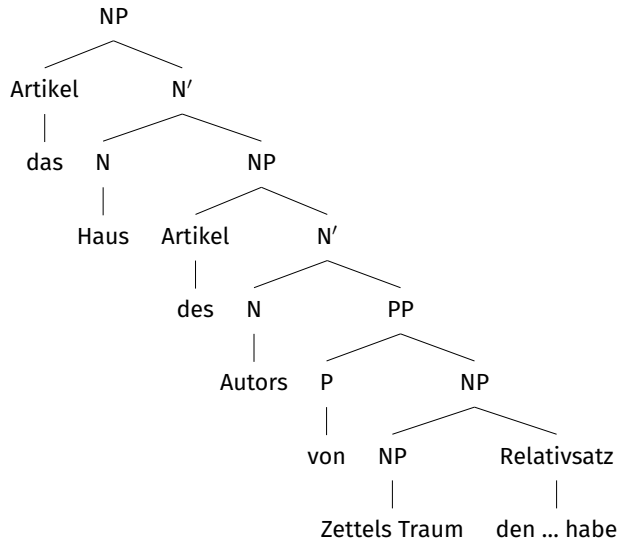 NP
Artikel N′
das N NP
Haus Artikel N′
des N PP
Autors P NP
von NP Relativsatz
Zettels Traum den ... habe